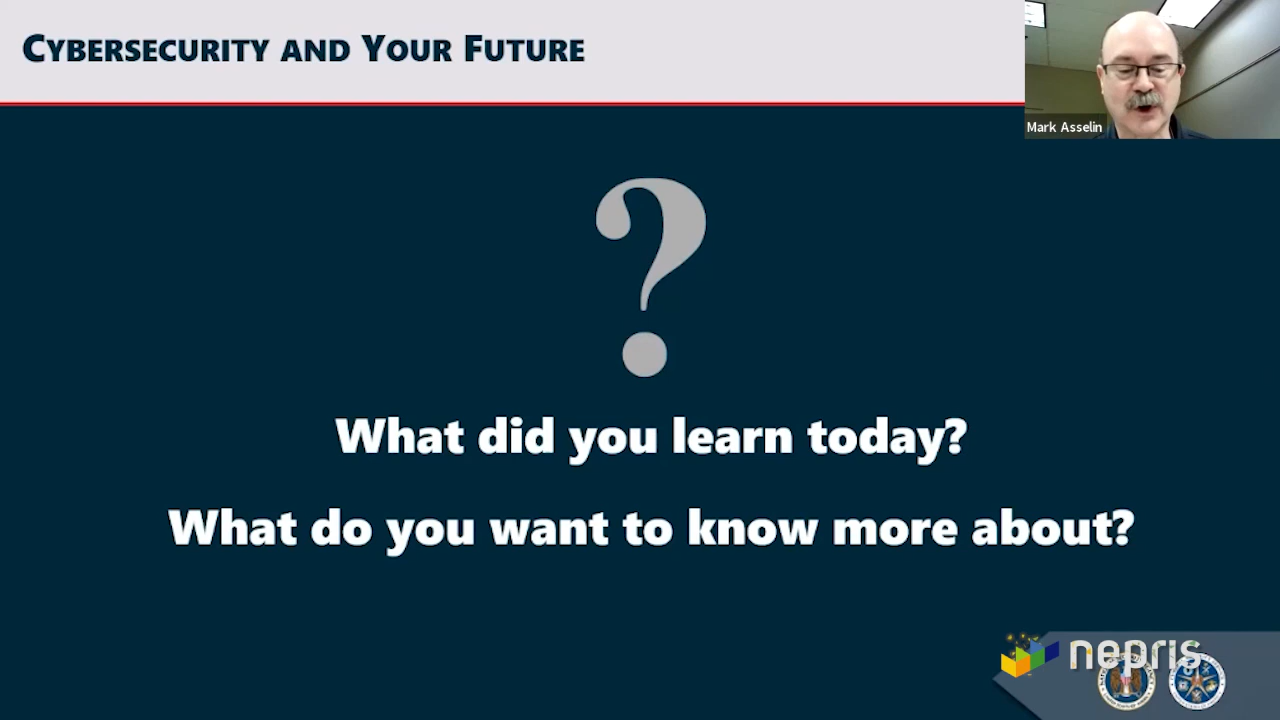 CYBERSECURITY AND YOUR FUTURE
Mark Asselin
?
What did you learn today?
What do you want to know more about?
nepris